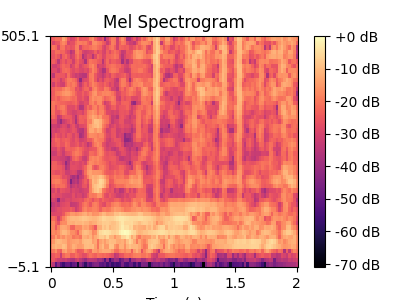 Mel Spectrogram
505.1
−5.1
0
0.5
1
1.5
2
+0 dB
-10 dB
-20 dB
-30 dB
-40 dB
-50 dB
-60 dB
-70 dB